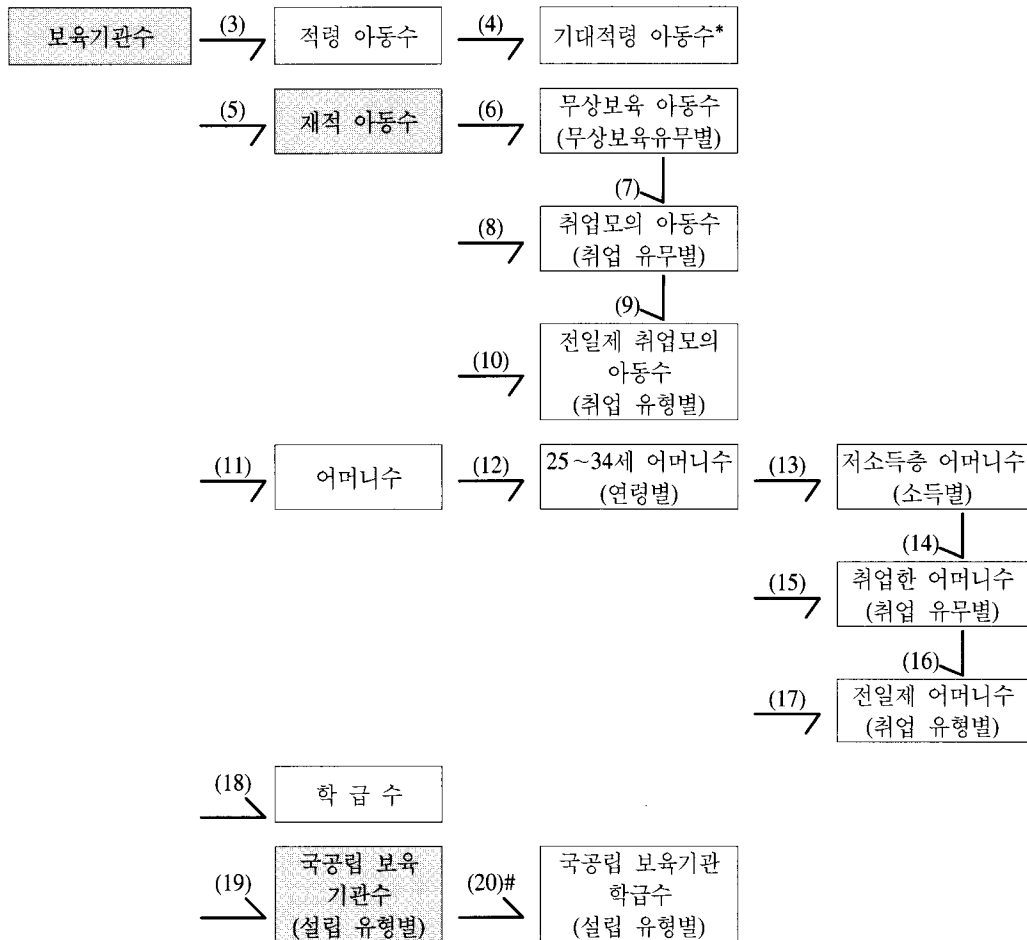 보육기관수 (3) 적령 아동수 (4) 기대적령 아동수*
(5) 재적 아동수 (6) 무상보육 아동수
(무상보육유무별)
(7)
(8) 취업모의 아동수
(취업 유무별)
(9)
(10) 전일제 취업모의
아동수
(취업 유형별)
(11) 어머니수 (12) 25~34세 어머니수
(연령별)
(13) 저소득층 어머니수
(소득별)
(14)
(15) 취업한 어머니수
(취업 유무별)
(16)
(17) 전일제 어머니수
(취업 유형별)
(18) 학 급 수
(19) 국공립 보육
기관수
(설립 유형별)
(20)# 국공립 보육기관
학급수
(설립 유형별)